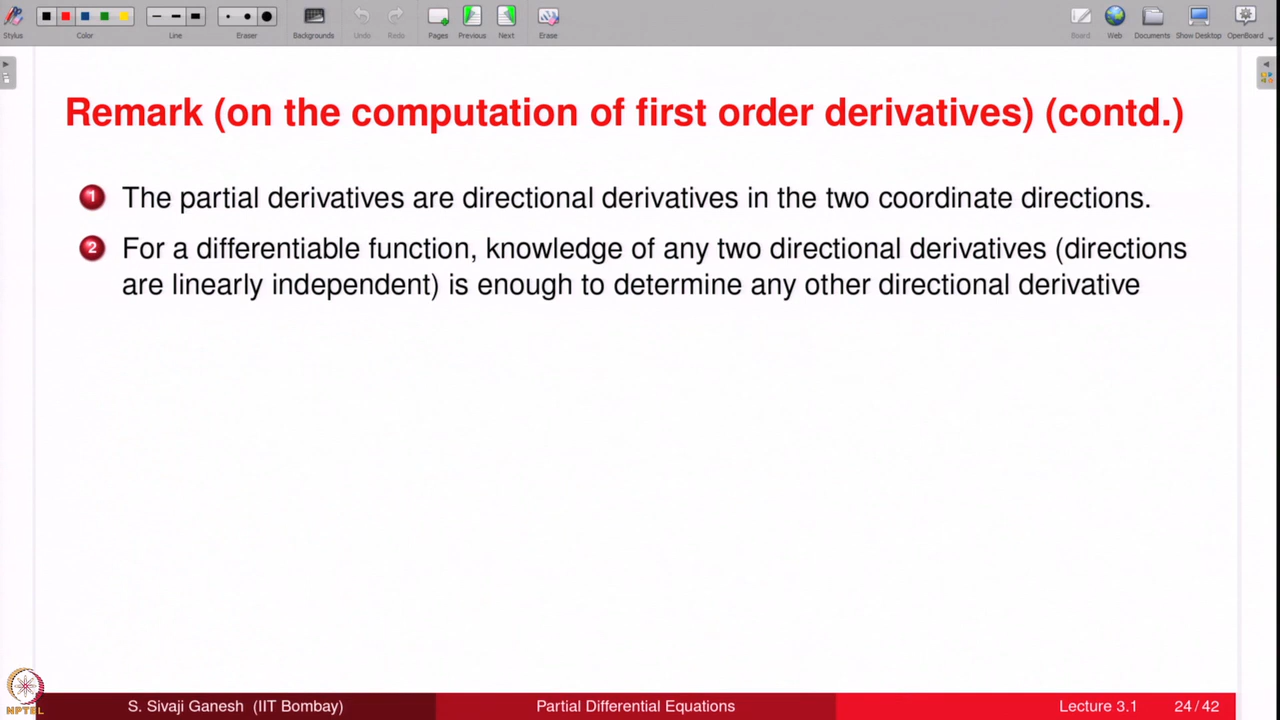 Stylus
Color
Line
Eraser
Backgrounds
Undo
Redo
Pages
Previous
Next
Erase
Board
Web
Documents
Show Desktop
OpenBoard
Remark (on the computation of first order derivatives) (contd.)
1 The partial derivatives are directional derivatives in the two coordinate directions.
2 For a differentiable function, knowledge of any two directional derivatives (directions
are linearly independent) is enough to determine any other directional derivative
NPTEL
S. Sivaji Ganesh (IIT Bombay)
Partial Differential Equations
Lecture 3.1
24 / 42